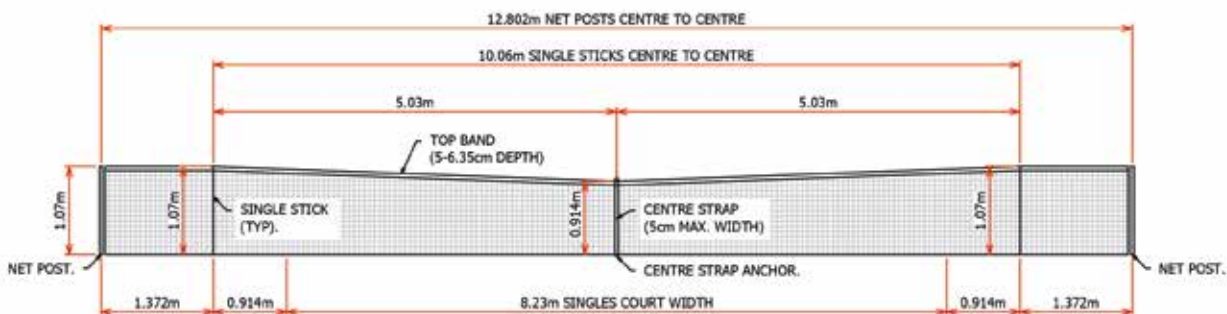 12.802m NET POSTS CENTRE TO CENTRE
10.06m SINGLE STICKS CENTRE TO CENTRE
5.03m
5.03m
TOP BAND
(5-6.35cm DEPTH)
1.07m
1.07m
SINGLE STICK
(TYP).
0.914m
CENTRE STRAP
(5cm MAX. WIDTH)
1.07m
NET POST.
CENTRE STRAP ANCHOR.
NET POST.
1.372m
0.914m
8.23m SINGLES COURT WIDTH
0.914m
1.372m